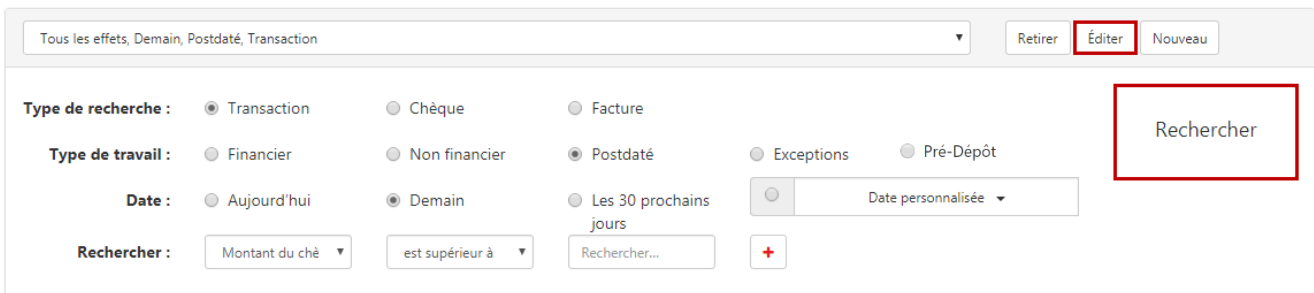 Tous les effets, Demain, Postdaté, Transaction
Retirer Éditer Nouveau
Type de recherche : Transaction Chèque Facture
Rechercher
Type de travail : Financier Non financier Postdaté Exceptions Pré-Dépôt
Date : Aujourd'hui Demain Les 30 prochains jours Date personnalisée
Rechercher : Montant du chè est supérieur à Rechercher... +